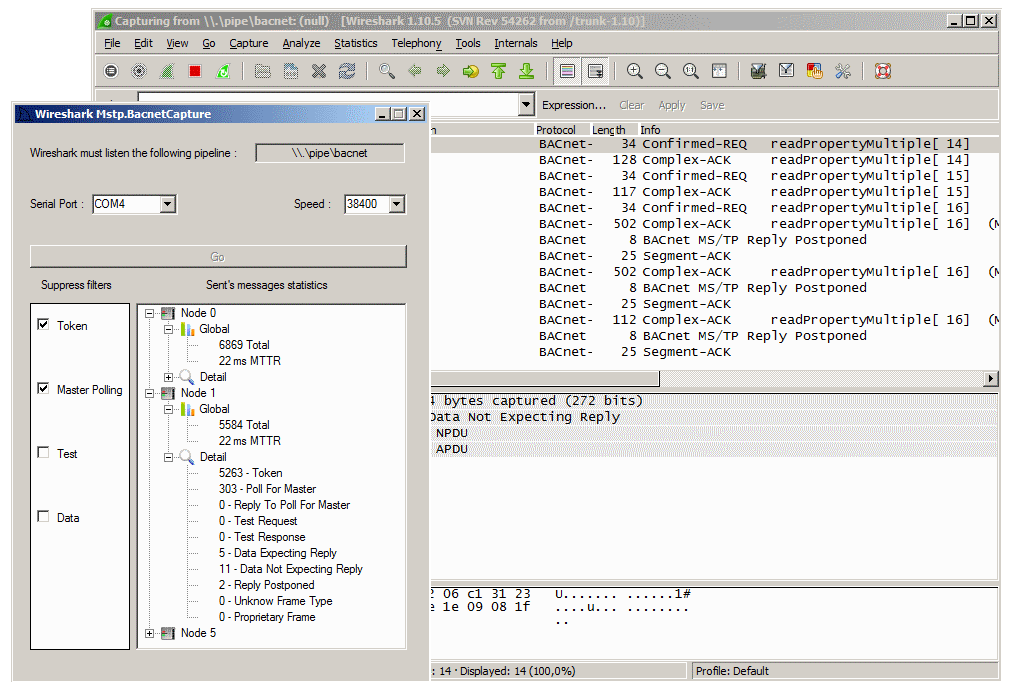 Capturing from \\.\pipe\bacnet: (null)   [Wireshark 1.10.5  (SVN Rev 54262 from /trunk-1.10)]
File Edit View Go Capture Analyze Statistics Telephony Tools Internals Help
Expression... Clear Apply Save
Protocol Length Info
BACnet- 34 Confirmed-REQ readPropertyMultiple[ 14]
BACnet- 128 Complex-ACK readPropertyMultiple[ 14]
BACnet- 34 Confirmed-REQ readPropertyMultiple[ 15]
BACnet- 117 Complex-ACK readPropertyMultiple[ 15]
BACnet- 34 Confirmed-REQ readPropertyMultiple[ 16]
BACnet- 502 Complex-ACK readPropertyMultiple[ 16] (M
BACnet 8 BACnet MS/TP Reply Postponed
BACnet- 25 Segment-ACK
BACnet- 502 Complex-ACK readPropertyMultiple[ 16] (M
BACnet 8 BACnet MS/TP Reply Postponed
BACnet- 25 Segment-ACK
BACnet- 112 Complex-ACK readPropertyMultiple[ 16] (M
BACnet 8 BACnet MS/TP Reply Postponed
BACnet- 25 Segment-ACK
4 bytes captured (272 bits)
Data Not Expecting Reply
NPDU
APDU
06 c1 31 23 U....... ......1#
1e 09 08 1f ....u... ........
..
: 14 · Displayed: 14 (100,0%)
Profile: Default
Wireshark Mstp.BacnetCapture
Wireshark must listen the following pipeline :
\\.\pipe\bacnet
Serial Port : COM4
Speed : 38400
Go
Suppress filters
Token
Master Polling
Test
Data
Sent's messages statistics
Node 0
Global
6869 Total
22 ms MTTR
Detail
Node 1
Global
5584 Total
22 ms MTTR
Detail
5263 - Token
303 - Poll For Master
0 - Reply To Poll For Master
0 - Test Request
0 - Test Response
5 - Data Expecting Reply
11 - Data Not Expecting Reply
2 - Reply Postponed
0 - Unknow Frame Type
0 - Proprietary Frame
Node 5